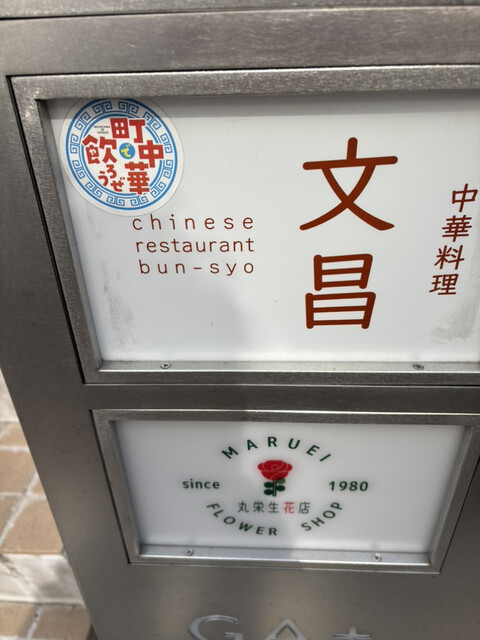 町中華で飲ろうぜ
chinese
restaurant
bun-syo
文昌
中華料理
MARUEI
since 1980
丸栄生花店
FLOWER SHOP